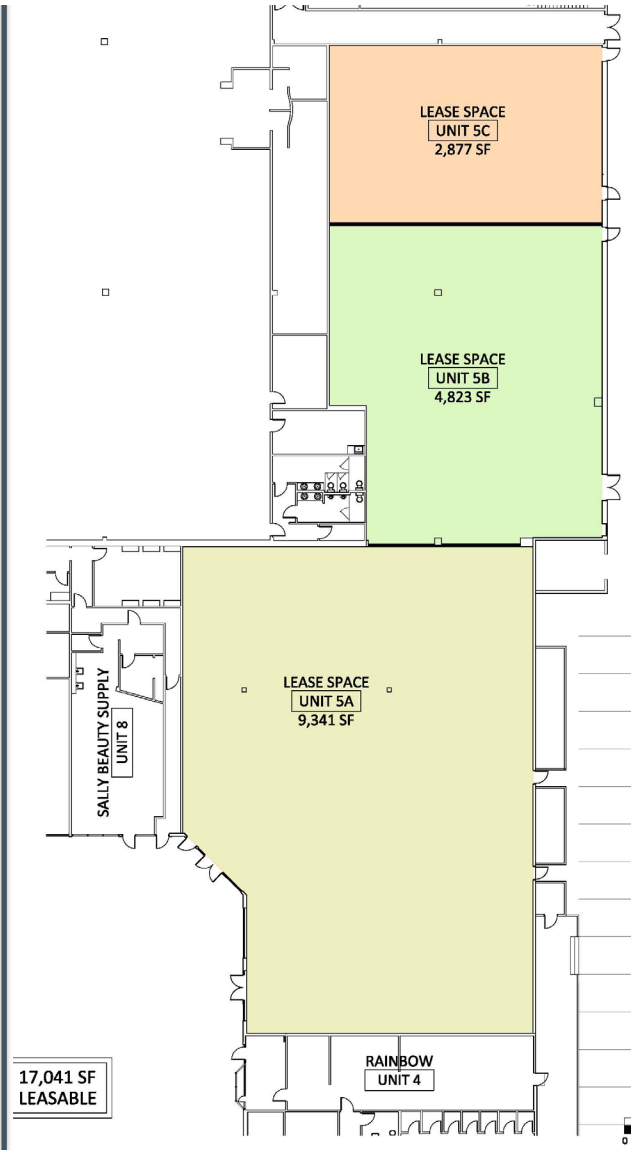 LEASE SPACE
UNIT 5C
2,877 SF
LEASE SPACE
UNIT 5B
4,823 SF
LEASE SPACE
UNIT 5A
9,341 SF
SALLY BEAUTY SUPPLY
UNIT 8
RAINBOW
UNIT 4
17,041 SF
LEASABLE
0